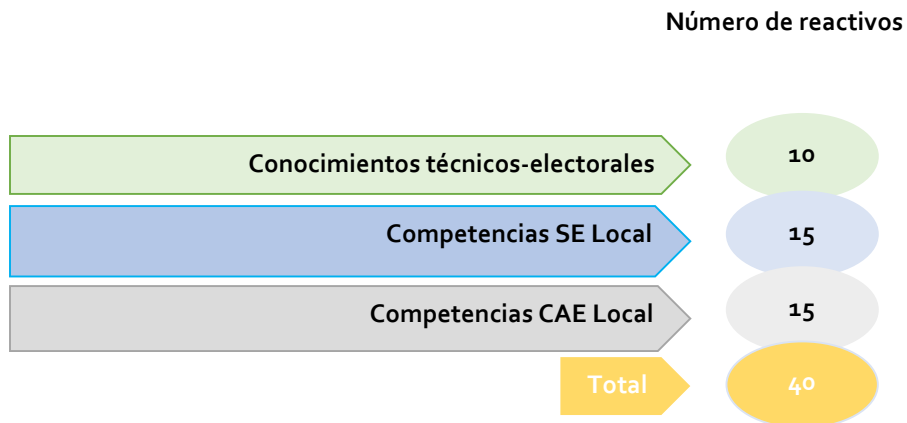 Número de reactivos
Conocimientos técnicos-electorales 10
Competencias SE Local 15
Competencias CAE Local 15
Total 40